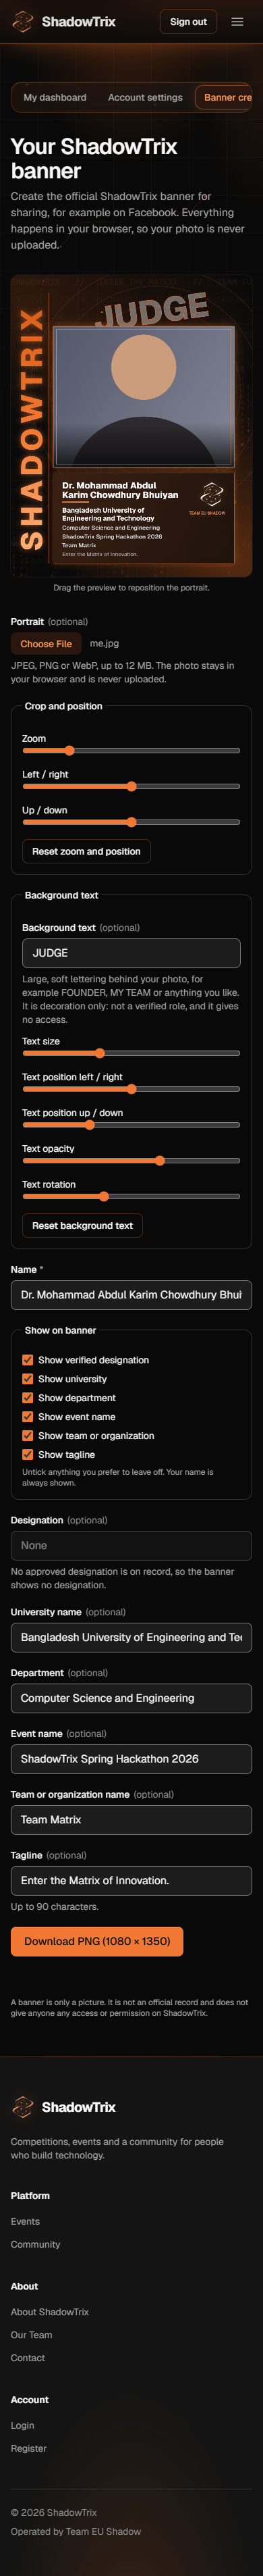 ShadowTrix
Sign out
My dashboard
Account settings
Banner cre
Your ShadowTrix
banner
Create the official ShadowTrix banner for
sharing, for example on Facebook. Everything
happens in your browser, so your photo is never
uploaded.
JUDGE
SHADOWTRIX
Dr. Mohammad Abdul
Karim Chowdhury Bhuiyan
Bangladesh University of
Engineering and Technology
Computer Science and Engineering
ShadowTrix Spring Hackathon 2026
Team Matrix
Enter the Matrix of Innovation.
TEAM EU SHADOW
Drag the preview to reposition the portrait.
Portrait (optional)
Choose File me.jpg
JPEG, PNG or WebP, up to 12 MB. The photo stays in
your browser and is never uploaded.
Crop and position
Zoom
Left / right
Up / down
Reset zoom and position
Background text
Background text (optional)
JUDGE
Large, soft lettering behind your photo, for
example FOUNDER, MY TEAM or anything you like.
It is decoration only: not a verified role, and it gives
no access.
Text size
Text position left / right
Text position up / down
Text opacity
Text rotation
Reset background text
Name *
Dr. Mohammad Abdul Karim Chowdhury Bhui
Show on banner
Show verified designation
Show university
Show department
Show event name
Show team or organization
Show tagline
Untick anything you prefer to leave off. Your name is
always shown.
Designation (optional)
None
No approved designation is on record, so the banner
shows no designation.
University name (optional)
Bangladesh University of Engineering and Tec
Department (optional)
Computer Science and Engineering
Event name (optional)
ShadowTrix Spring Hackathon 2026
Team or organization name (optional)
Team Matrix
Tagline (optional)
Enter the Matrix of Innovation.
Up to 90 characters.
Download PNG (1080 × 1350)
A banner is only a picture. It is not an official record and does not
give anyone any access or permission on ShadowTrix.
ShadowTrix
Competitions, events and a community for people
who build technology.
Platform
Events
Community
About
About ShadowTrix
Our Team
Contact
Account
Login
Register
© 2026 ShadowTrix
Operated by Team EU Shadow